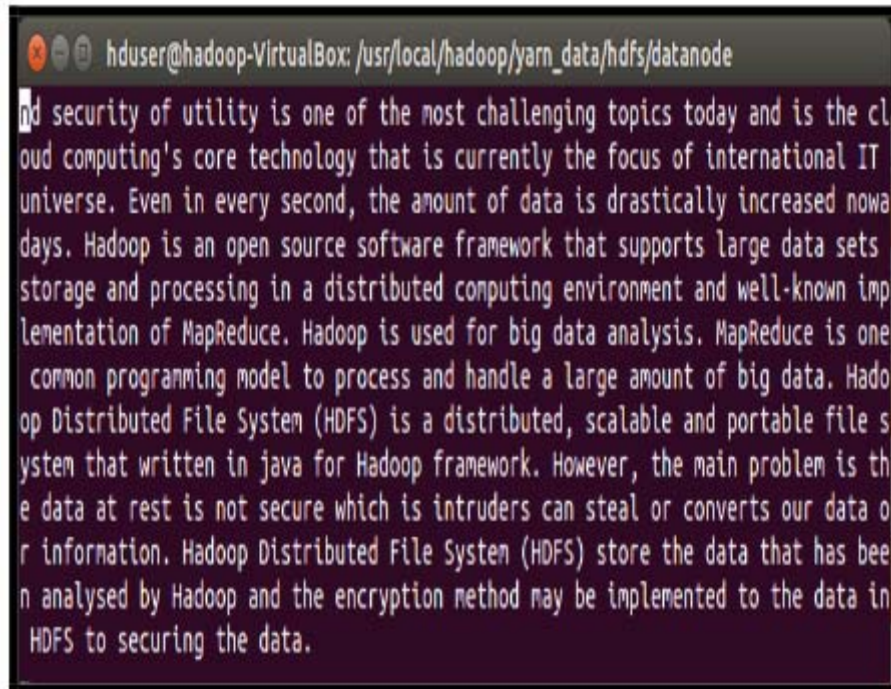 hduser@hadoop-VirtualBox: /usr/local/hadoop/yarn_data/hdfs/datanode
nd security of utility is one of the most challenging topics today and is the cl
oud computing's core technology that is currently the focus of international IT
universe. Even in every second, the amount of data is drastically increased nowa
days. Hadoop is an open source software framework that supports large data sets
storage and processing in a distributed computing environment and well-known imp
lementation of MapReduce. Hadoop is used for big data analysis. MapReduce is one
common programming model to process and handle a large amount of big data. Hado
op Distributed File System (HDFS) is a distributed, scalable and portable file s
ystem that written in java for Hadoop framework. However, the main problem is th
e data at rest is not secure which is intruders can steal or converts our data o
r information. Hadoop Distributed File System (HDFS) store the data that has bee
n analysed by Hadoop and the encryption method may be implemented to the data in
HDFS to securing the data.